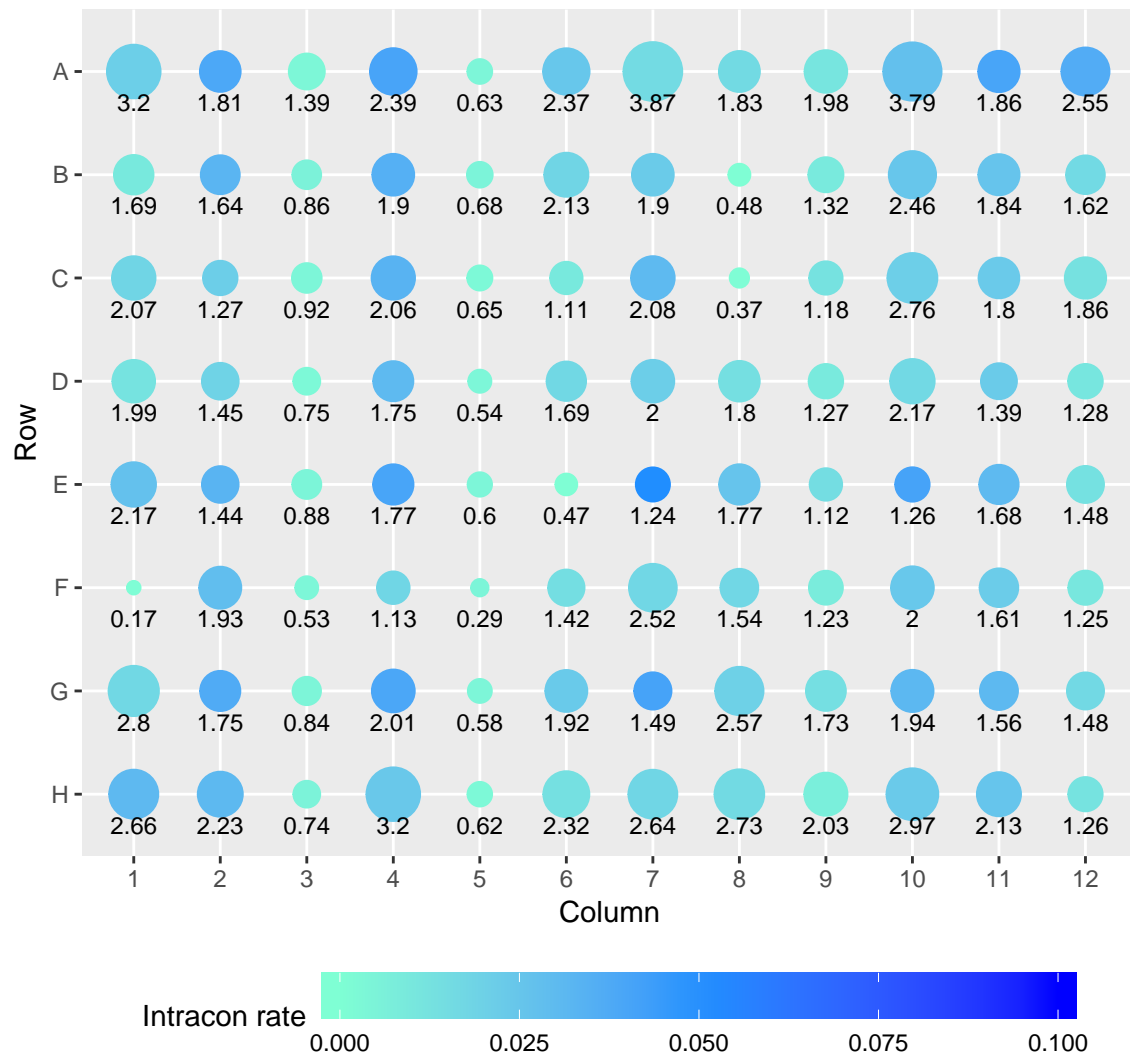 A
3.2 1.81 1.39 2.39 0.63 2.37 3.87 1.83 1.98 3.79 1.86 2.55
B
1.69 1.64 0.86 1.9 0.68 2.13 1.9 0.48 1.32 2.46 1.84 1.62
C
2.07 1.27 0.92 2.06 0.65 1.11 2.08 0.37 1.18 2.76 1.8 1.86
D
1.99 1.45 0.75 1.75 0.54 1.69 2 1.8 1.27 2.17 1.39 1.28
Row
E
2.17 1.44 0.88 1.77 0.6 0.47 1.24 1.77 1.12 1.26 1.68 1.48
F
0.17 1.93 0.53 1.13 0.29 1.42 2.52 1.54 1.23 2 1.61 1.25
G
2.8 1.75 0.84 2.01 0.58 1.92 1.49 2.57 1.73 1.94 1.56 1.48
H
2.66 2.23 0.74 3.2 0.62 2.32 2.64 2.73 2.03 2.97 2.13 1.26
1 2 3 4 5 6 7 8 9 10 11 12
Column
Intracon rate
0.000 0.025 0.050 0.075 0.100